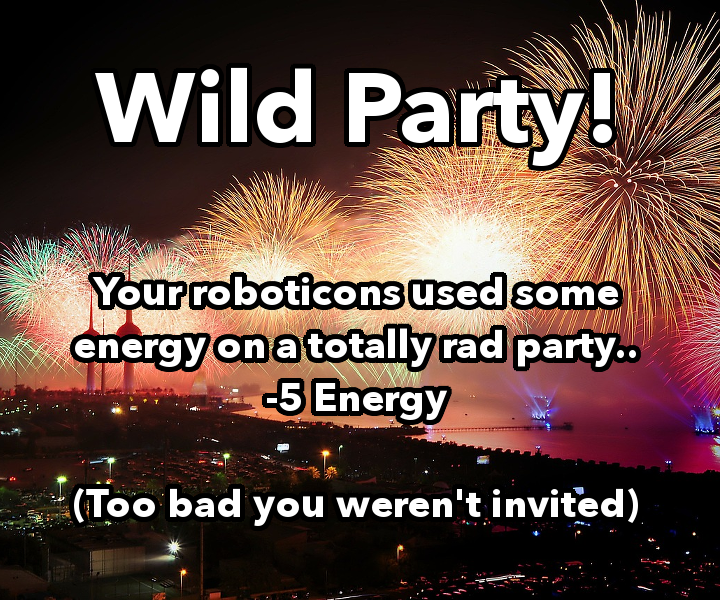 Wild Party!
Your roboticons used some
energy on a totally rad party..
-5 Energy
(Too bad you weren't invited)